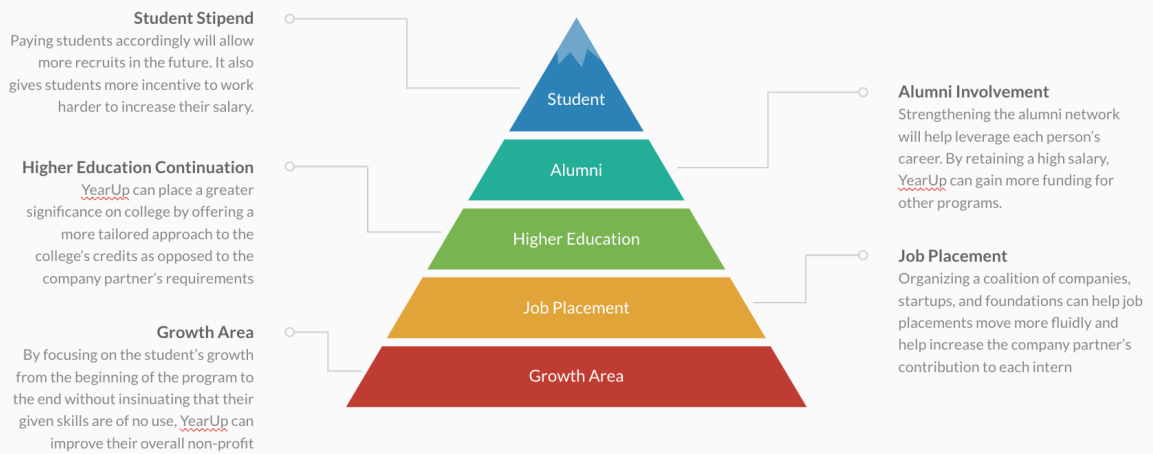 Student Stipend
Paying students accordingly will allow
more recruits in the future. It also
gives students more incentive to work
harder to increase their salary.
Higher Education Continuation
YearUp can place a greater
significance on college by offering a
more tailored approach to the
college's credits as opposed to the
company partner's requirements
Growth Area
By focusing on the student's growth
from the beginning of the program to
the end without insinuating that their
given skills are of no use, YearUp can
improve their overall non-profit
Student
Alumni
Higher Education
Job Placement
Growth Area
Alumni Involvement
Strengthening the alumni network
will help leverage each person's
career. By retaining a high salary,
YearUp can gain more funding for
other programs.
Job Placement
Organizing a coalition of companies,
startups, and foundations can help job
placements move more fluidly and
help increase the company partner's
contribution to each intern